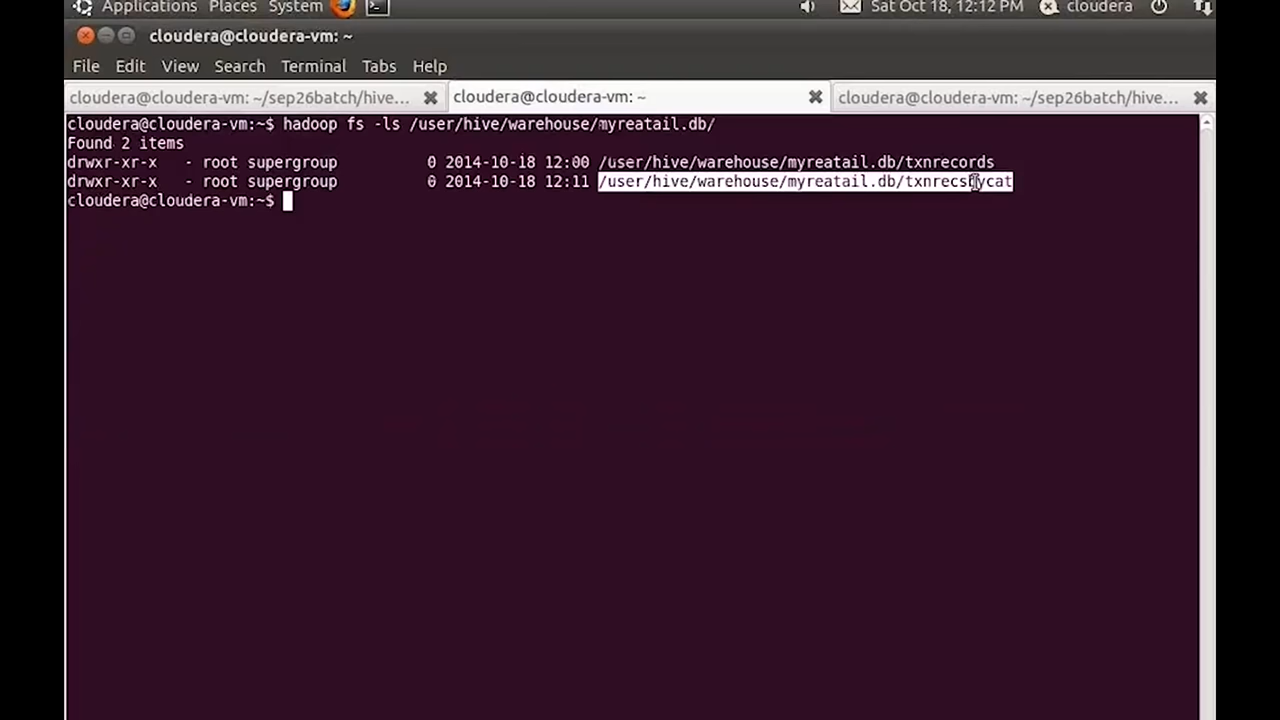 Applications Places System Sat Oct 18, 12:12 PM cloudera
cloudera@cloudera-vm: ~
File Edit View Search Terminal Tabs Help
cloudera@cloudera-vm: ~/sep26batch/hive... cloudera@cloudera-vm: ~ cloudera@cloudera-vm: ~/sep26batch/hive...
cloudera@cloudera-vm:~$ hadoop fs -ls /user/hive/warehouse/myreatail.db/
Found 2 items
drwxr-xr-x - root supergroup 0 2014-10-18 12:00 /user/hive/warehouse/myreatail.db/txnrecords
drwxr-xr-x - root supergroup 0 2014-10-18 12:11 /user/hive/warehouse/myreatail.db/txnrecsbycat
cloudera@cloudera-vm:~$